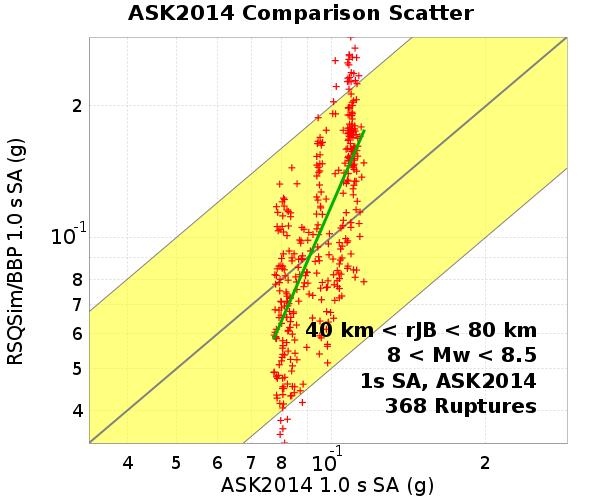 ASK2014 Comparison Scatter
RSQSim/BBP 1.0 s SA (g)
2
10-1
8
7
6
5
4
40 km < rJB < 80 km
8 < Mw < 8.5
1s SA, ASK2014
368 Ruptures
4 5 6 7 8 10-1 2
ASK2014 1.0 s SA (g)